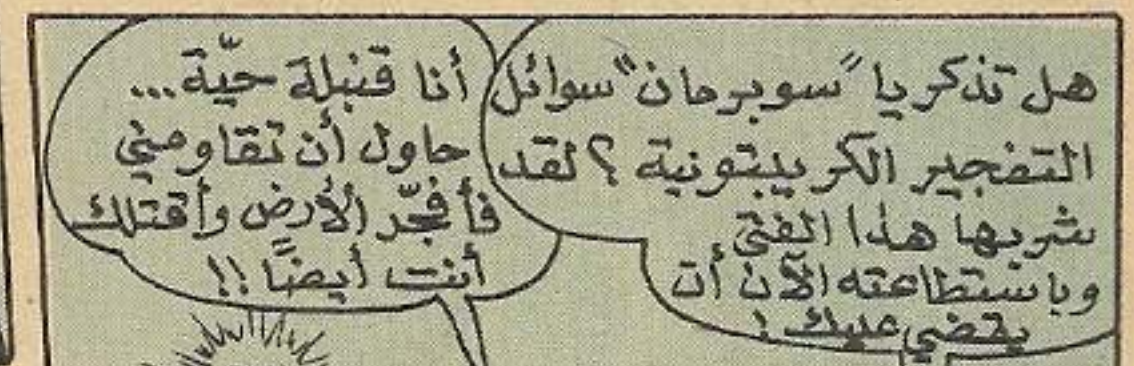 هل تذكر يا "سوبرمان" سوائل
التفجير الكريبتونية ؟ لقد
شربها هذا الفتى
وباستطاعته الآن أن
يقضي عليك !
أنا قنبلة حيّة...
حاول أن تقاومني
فأفجّر الأرض وأقتلك
أنت أيضًا !!